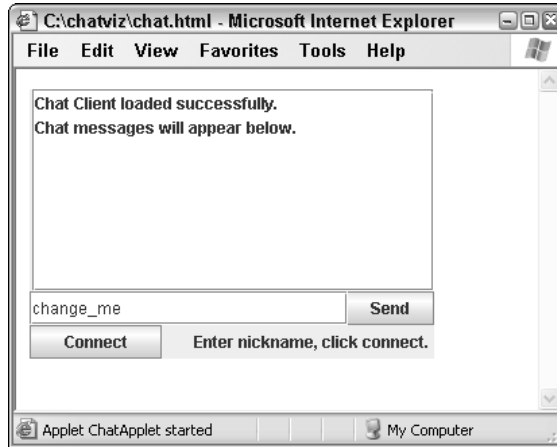 C:\chatviz\chat.html - Microsoft Internet Explorer
File Edit View Favorites Tools Help
Chat Client loaded successfully.
Chat messages will appear below.
change_me Send
Connect Enter nickname, click connect.
Applet ChatApplet started My Computer